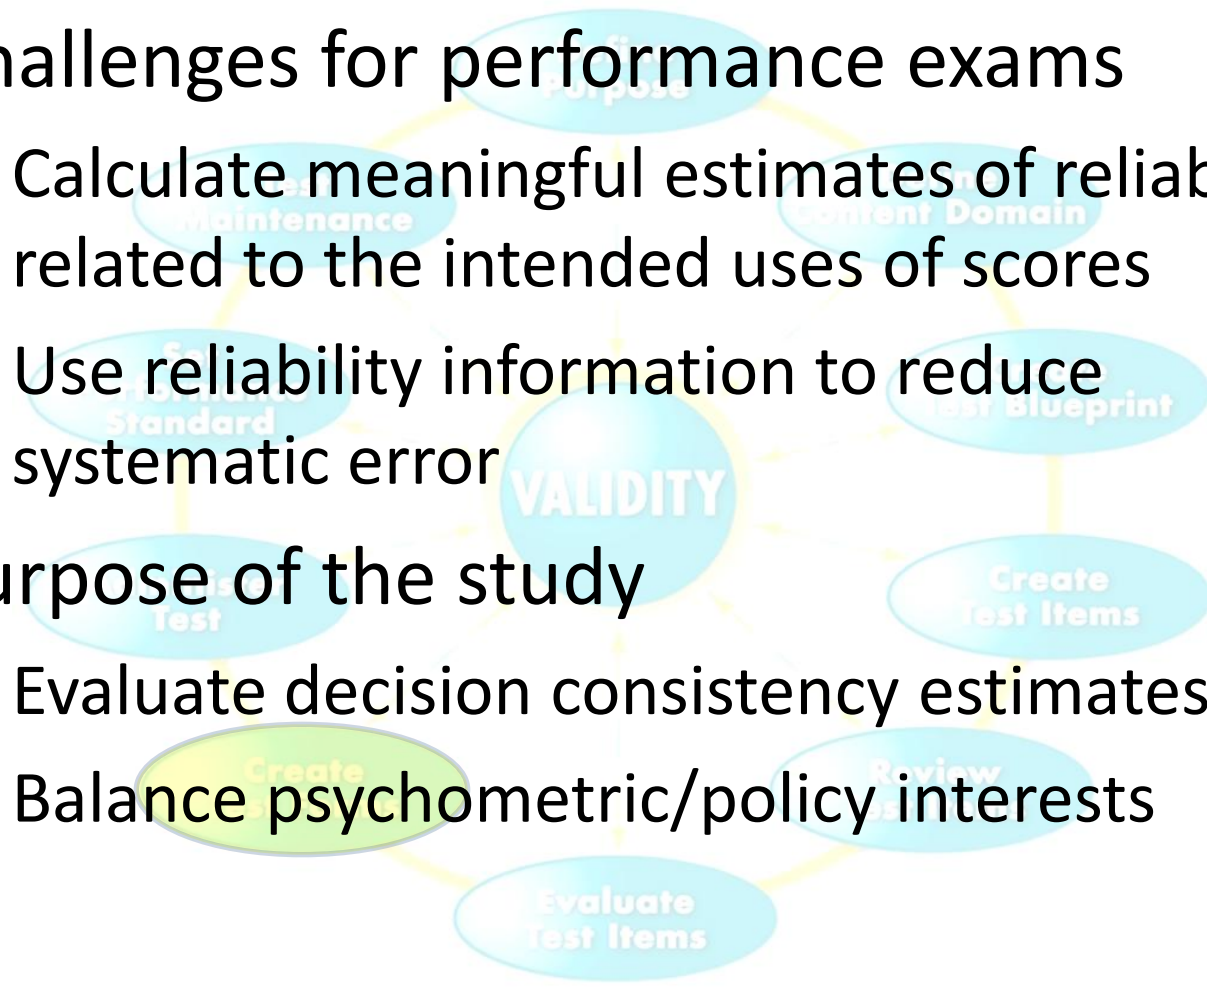 hallenges for performance exams
Purpose
Calculate meaningful estimates of reliab
Maintenance
Content Domain
related to the intended uses of scores
Use reliability information to reduce
Standard
Test Blueprint
systematic error
VALIDITY
urpose of the study
Test
Create
Test Items
Evaluate decision consistency estimates
Create
Review
Balance psychometric/policy interests
Evaluate
Test Items